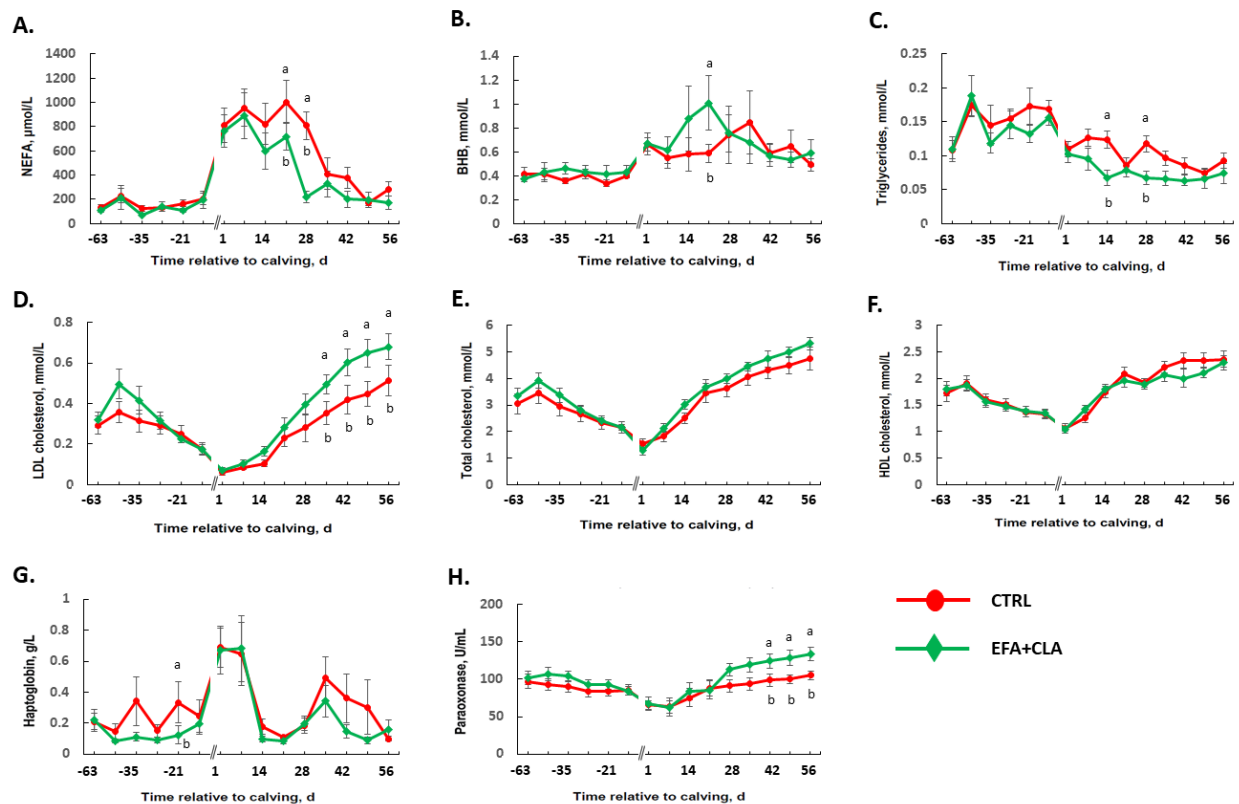 A.
NEFA, µmol/L
1400
1200
1000
800
600
400
200
0
a
a
b
b
-63 -35 -21 // 1 14 28 42 56
Time relative to calving, d
B.
BHB, mmol/L
1.4
1.2
1
0.8
0.6
0.4
0.2
0
a
b
-63 -35 -21 // 1 14 28 42 56
Time relative to calving, d
C.
Triglycerides, mmol/L
0.25
0.2
0.15
0.1
0.05
0
a a
b b
-63 -35 -21 // 1 14 28 42 56
Time relative to calving, d
D.
LDL cholesterol, mmol/L
0.8
0.6
0.4
0.2
0
a a a a
b b b b
-63 -35 -21 // 1 14 28 42 56
Time relative to calving, d
E.
Total cholesterol, mmol/L
6
5
4
3
2
1
0
-63 -35 -21 // 1 14 28 42 56
Time relative to calving, d
F.
HDL cholesterol, mmol/L
3
2.5
2
1.5
1
0.5
0
-63 -35 -21 // 1 14 28 42 56
Time relative to calving, d
G.
Haptoglobin, g/L
1
0.8
0.6
0.4
0.2
0
a
b
-63 -35 -21 // 1 14 28 42 56
Time relative to calving, d
H.
Paraoxonase, U/mL
200
150
100
50
0
a a a
b b b
-63 -35 -21 // 1 14 28 42 56
Time relative to calving, d
CTRL
EFA+CLA